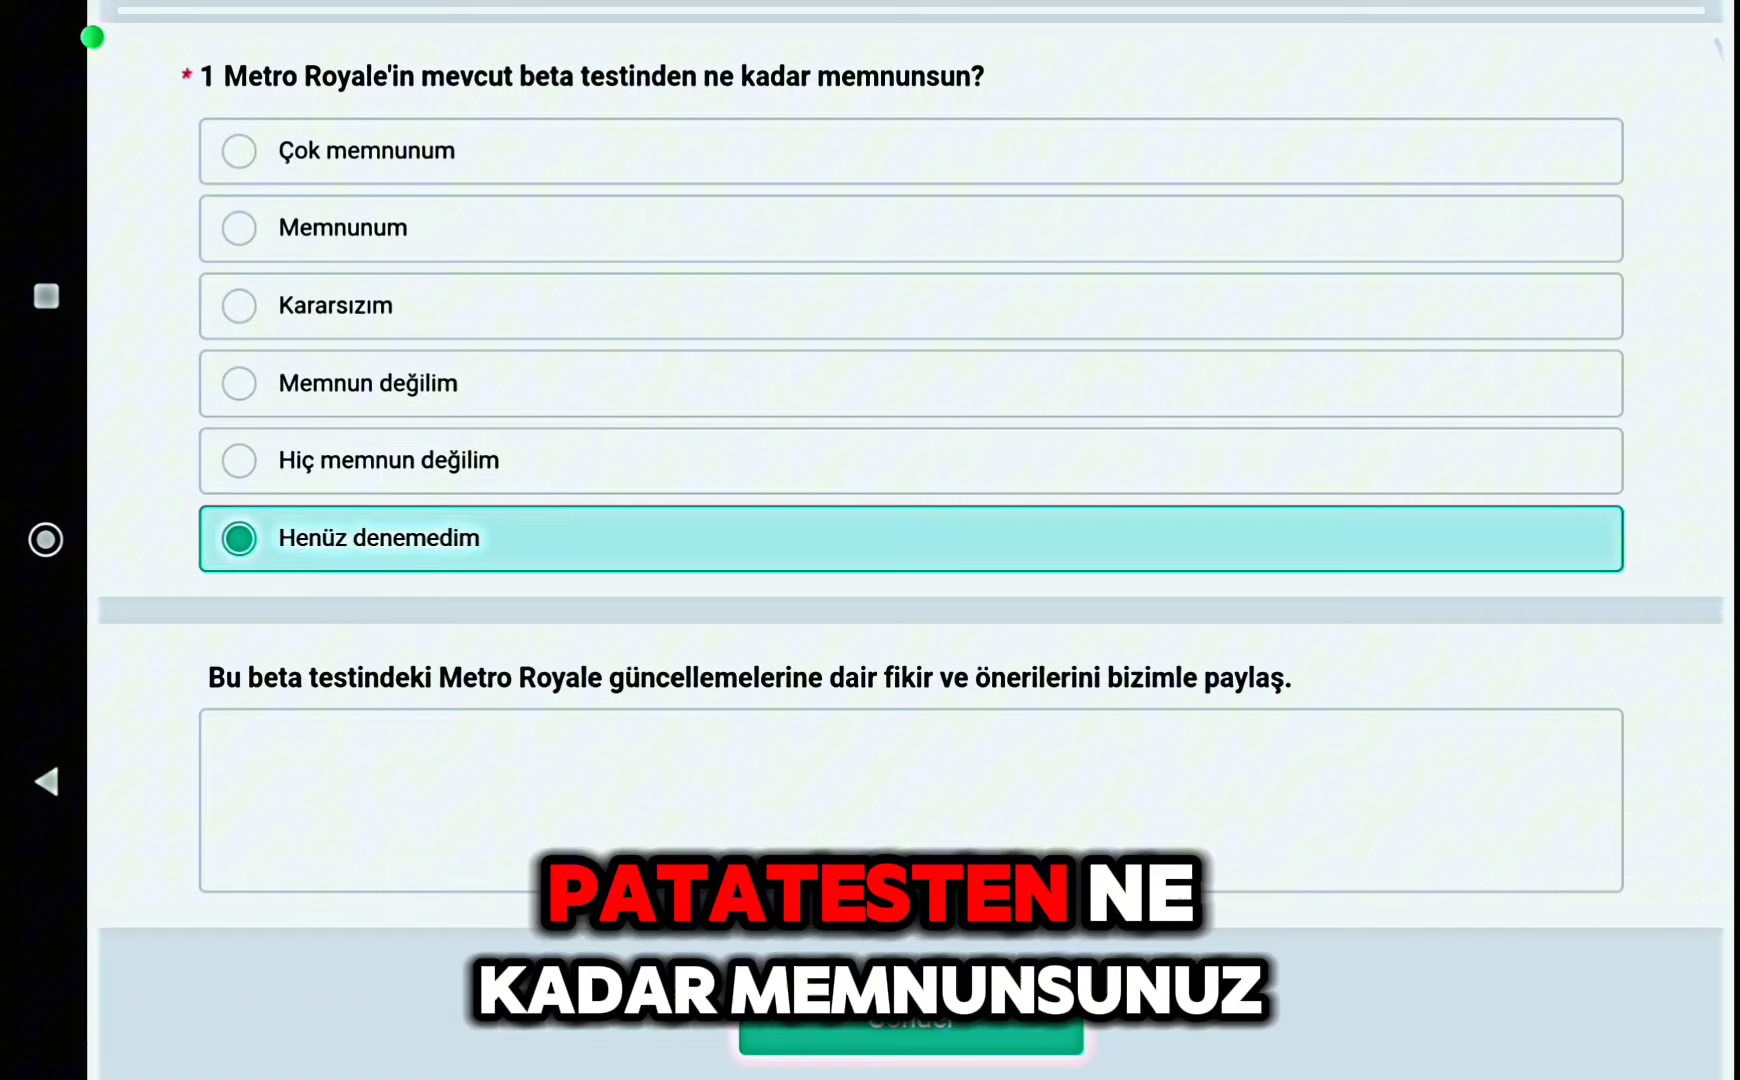 * 1 Metro Royale'in mevcut beta testinden ne kadar memnunsun?
Çok memnunum
Memnunum
Kararsızım
Memnun değilim
Hiç memnun değilim
Henüz denemedim
Bu beta testindeki Metro Royale güncellemelerine dair fikir ve önerilerini bizimle paylaş.
PATATESTEN NE
KADAR MEMNUNSUNUZ